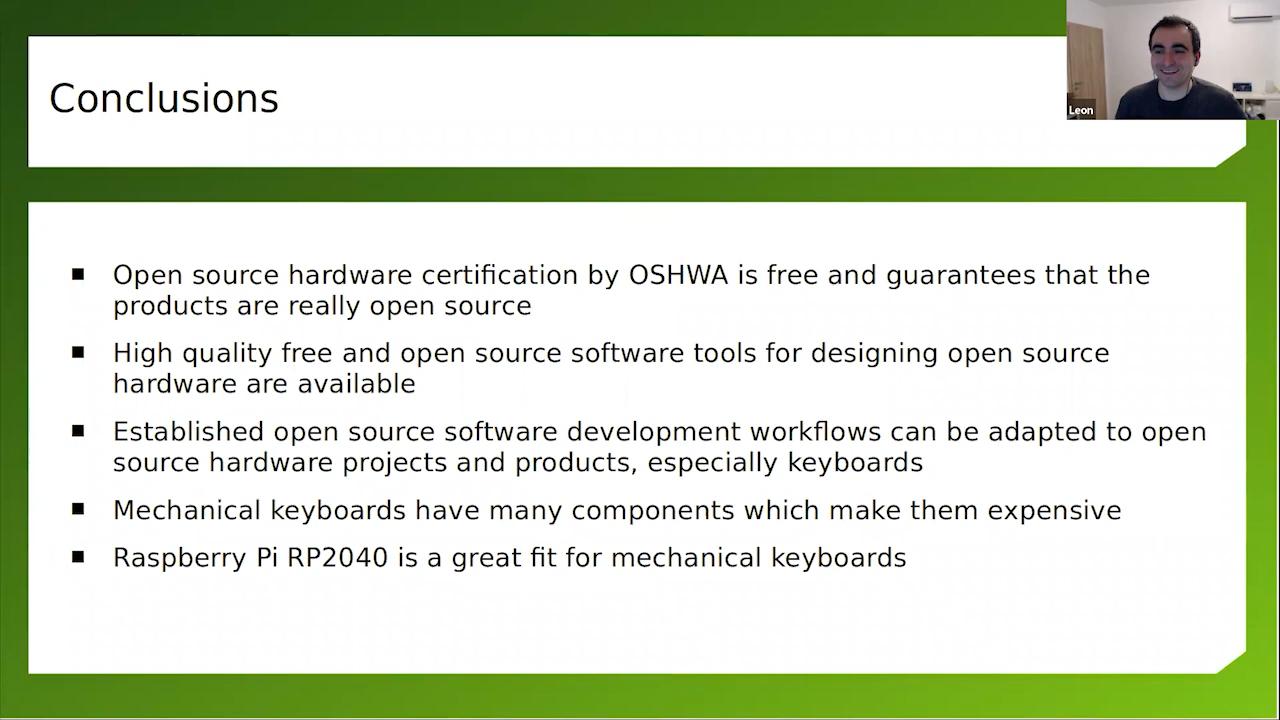 Conclusions
Leon
Open source hardware certification by OSHWA is free and guarantees that the
products are really open source
High quality free and open source software tools for designing open source
hardware are available
Established open source software development workflows can be adapted to open
source hardware projects and products, especially keyboards
Mechanical keyboards have many components which make them expensive
Raspberry Pi RP2040 is a great fit for mechanical keyboards